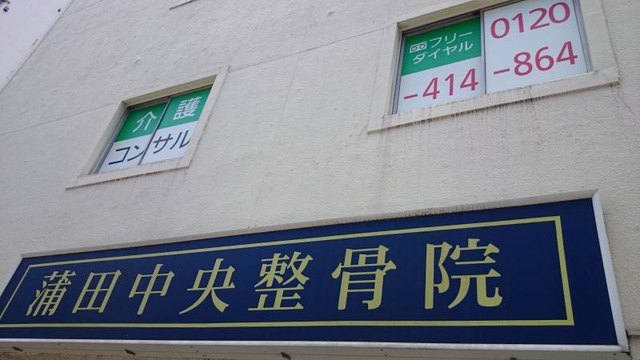 介護
コンサル
フリー
ダイヤル
0120
-414-864
蒲田中央整骨院